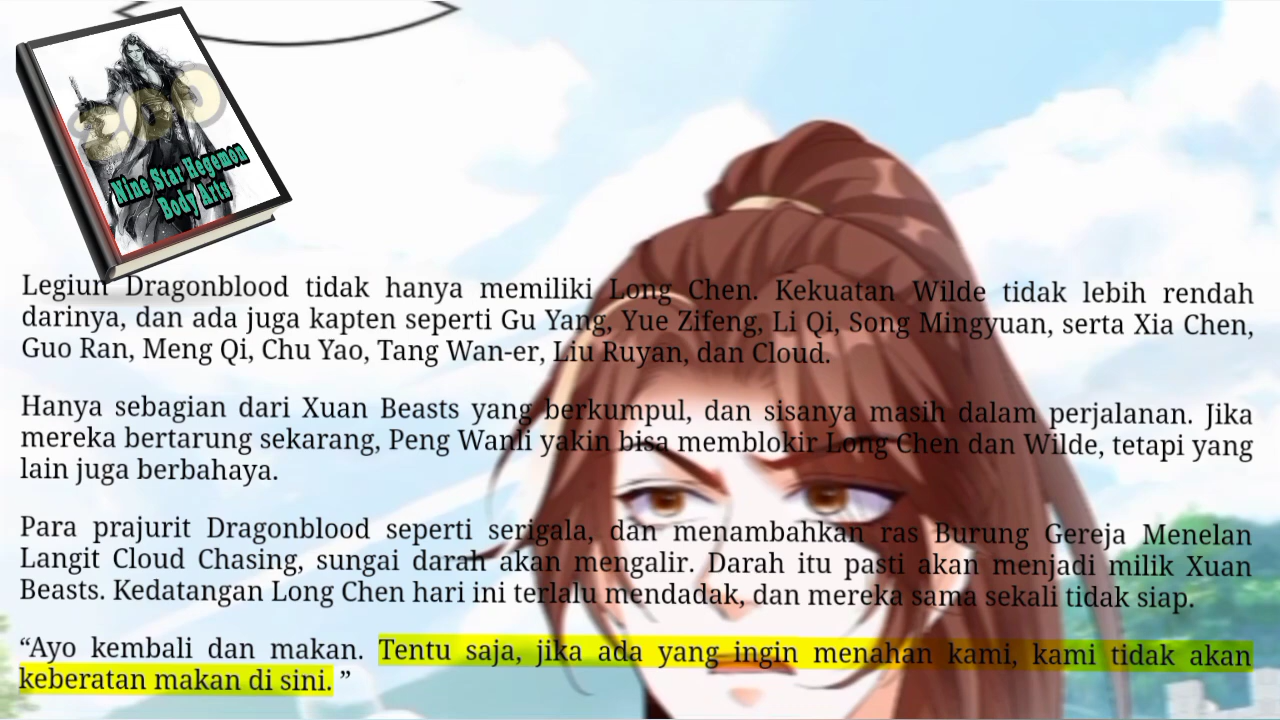 200
Nine Star Hegemon
Body Arts
Legiun Dragonblood tidak hanya memiliki Long Chen. Kekuatan Wilde tidak lebih rendah
darinya, dan ada juga kapten seperti Gu Yang, Yue Zifeng, Li Qi, Song Mingyuan, serta Xia Chen,
Guo Ran, Meng Qi, Chu Yao, Tang Wan-er, Liu Ruyan, dan Cloud.
Hanya sebagian dari Xuan Beasts yang berkumpul, dan sisanya masih dalam perjalanan. Jika
mereka bertarung sekarang, Peng Wanli yakin bisa memblokir Long Chen dan Wilde, tetapi yang
lain juga berbahaya.
Para prajurit Dragonblood seperti serigala, dan menambahkan ras Burung Gereja Menelan
Langit Cloud Chasing, sungai darah akan mengalir. Darah itu pasti akan menjadi milik Xuan
Beasts. Kedatangan Long Chen hari ini terlalu mendadak, dan mereka sama sekali tidak siap.
“Ayo kembali dan makan. Tentu saja, jika ada yang ingin menahan kami, kami tidak akan
keberatan makan di sini. ”